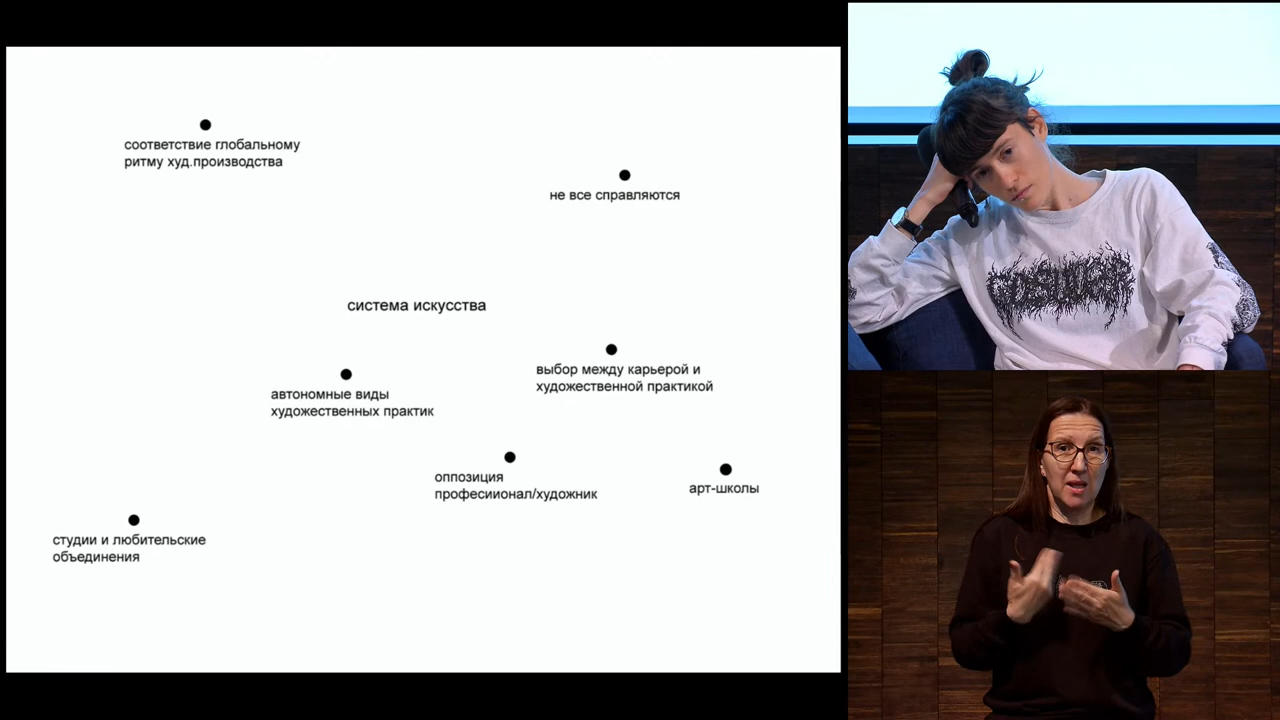 соответствие глобальному
ритму худ.производства
не все справляются
система искусства
выбор между карьерой и
художественной практикой
автономные виды
художественных практик
оппозиция
професиионал/художник
арт-школы
студии и любительские
объединения